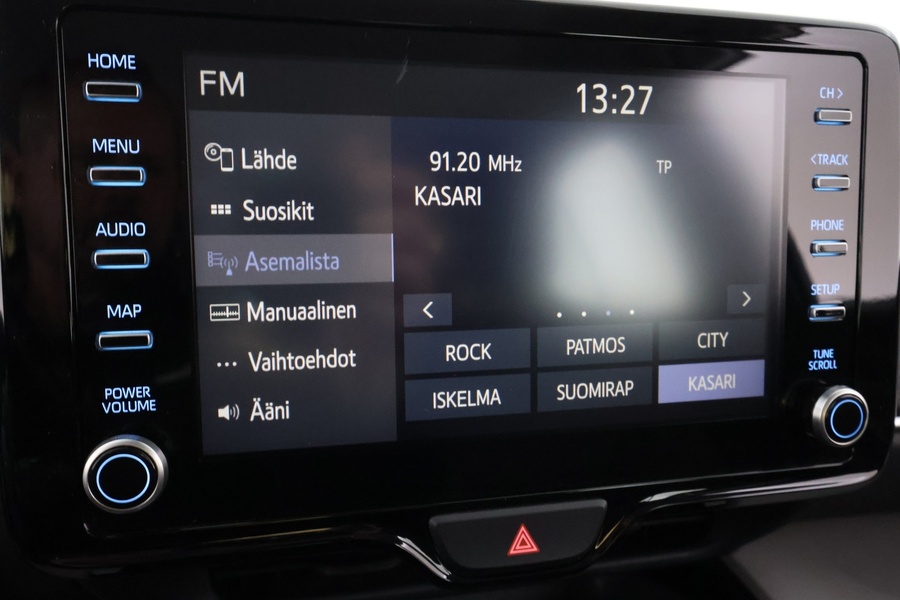 HOME
MENU
AUDIO
MAP
POWER
VOLUME
FM
13:27
Lähde
Suosikit
Asemalista
Manuaalinen
Vaihtoehdot
Ääni
91.20 MHz
TP
KASARI
<
>
ROCK
PATMOS
CITY
ISKELMA
SUOMIRAP
KASARI
CH >
< TRACK
PHONE
SETUP
TUNE
SCROLL